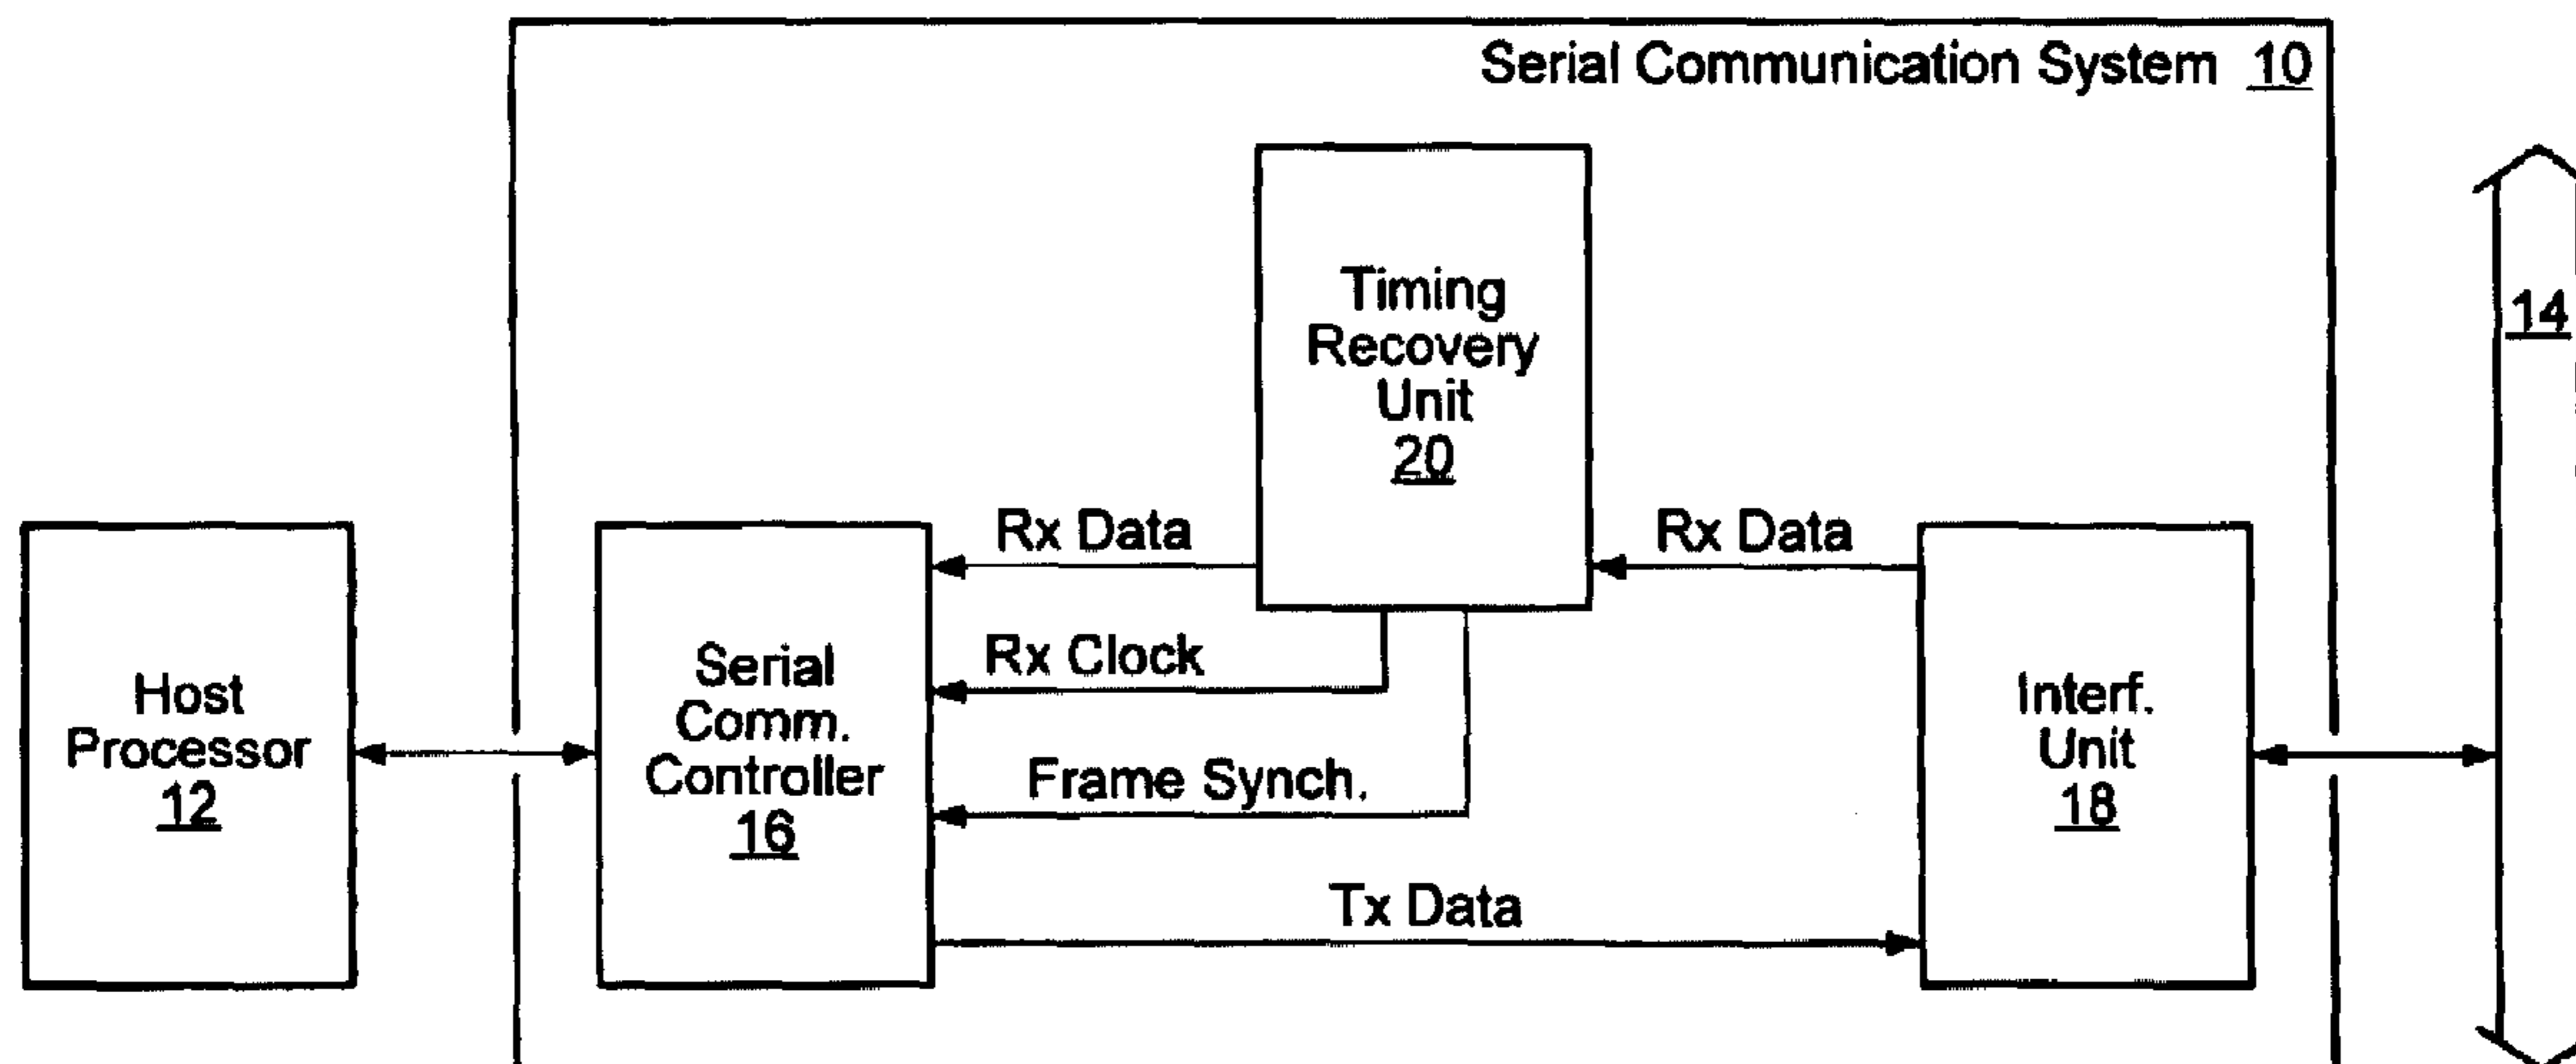 Serial Communication System 10
Timing
Recovery
Unit
20
14
Rx Data
Rx Data
Host
Processor
12
Serial
Comm.
Controller
16
Rx Clock
Frame Synch.
Tx Data
Interf.
Unit
18